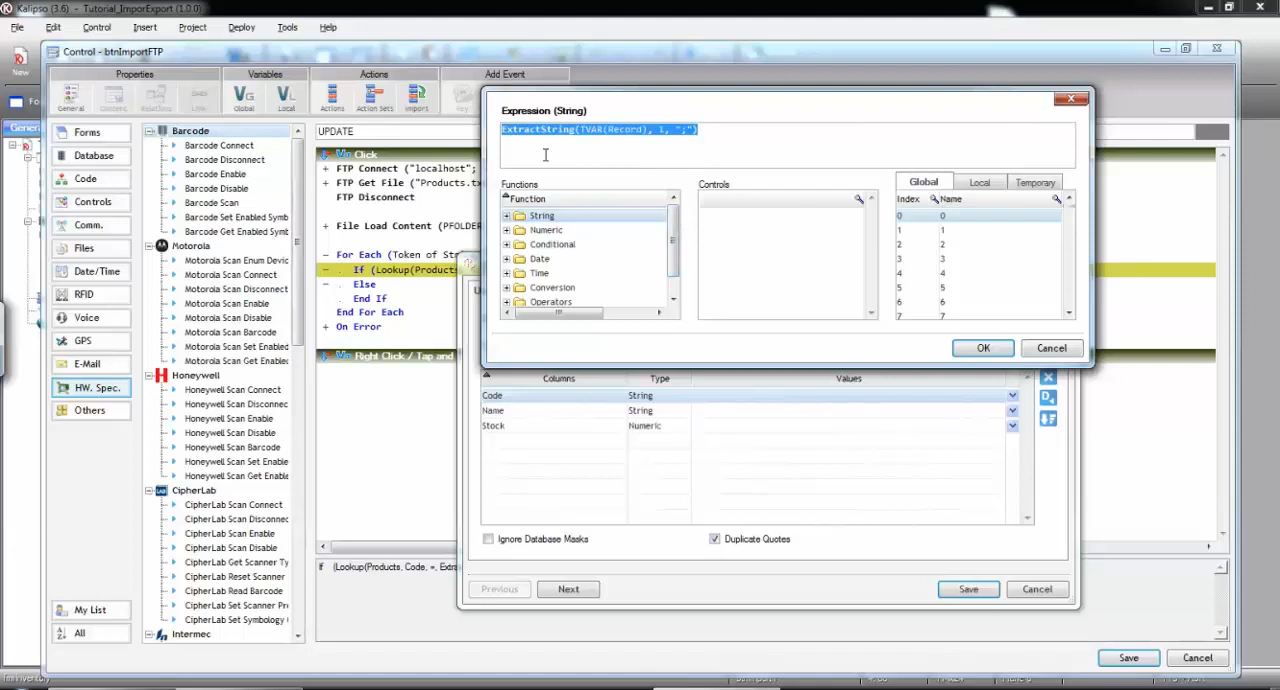 Kalipso (3.6) - Tutorial_ImporExport (1.0.0)
File Edit Control Insert Project Deploy Tools Help
Control - btnImportFTP
New
Properties Variables Actions Add Event
General Global Local Actions Action Sets Imports
Forms
Database
Code
Controls
Comm.
Files
Date/Time
RFID
Voice
GPS
E-Mail
HW. Spec.
Others
My List
All
Barcode
Barcode Connect
Barcode Disconnect
Barcode Enable
Barcode Disable
Barcode Scan
Barcode Set Enabled Symb
Barcode Get Enabled Symb
Motorola
Motorola Scan Enum Devic
Motorola Scan Connect
Motorola Scan Disconnect
Motorola Scan Enable
Motorola Scan Disable
Motorola Scan Barcode
Motorola Scan Set Enabled
Motorola Scan Get Enabled
Honeywell
Honeywell Scan Connect
Honeywell Scan Disconnec
Honeywell Scan Enable
Honeywell Scan Disable
Honeywell Scan Barcode
Honeywell Scan Set Enable
Honeywell Scan Get Enable
CipherLab
CipherLab Scan Connect
CipherLab Scan Disconnec
CipherLab Scan Enable
CipherLab Scan Disable
CipherLab Get Scanner Ty
CipherLab Reset Scanner
CipherLab Read Barcode
CipherLab Set Scanner Pr
CipherLab Set Symbology
Intermec
UPDATE
Click
+ FTP Connect ("localhost";
+ FTP Get File ("Products.tx
FTP Disconnect
+ File Load Content (PFOLDER
- For Each (Token of St
- . If (Lookup(Products
- . Else
. End If
End For Each
+ On Error
Right Click / Tap and
If (Lookup(Products, Code, =, Extra
Expression (String)
ExtractString(TVAR(Record), 1, ";")
Functions
Function
String
Numeric
Conditional
Date
Time
Conversion
Operators
Controls
Global Local Temporary
Index Name
0 0
1 1
2 2
3 3
4 4
5 5
6 6
7 7
OK Cancel
Columns Type Values
Code String
Name String
Stock Numeric
Ignore Database Masks Duplicate Quotes
Previous Next Save Cancel
Save Cancel